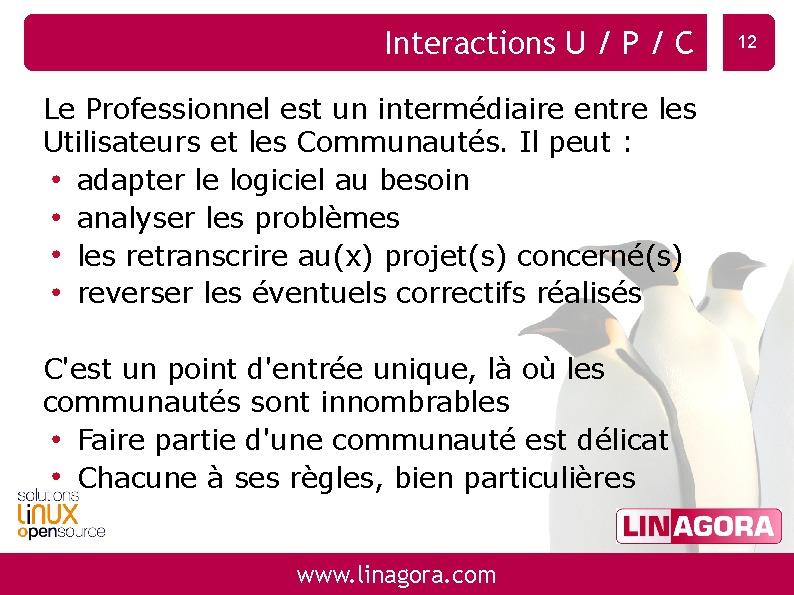 Interactions U / P / C
12
Le Professionnel est un intermédiaire entre les
Utilisateurs et les Communautés. Il peut :
• adapter le logiciel au besoin
• analyser les problèmes
• les retranscrire au(x) projet(s) concerné(s)
• reverser les éventuels correctifs réalisés
C'est un point d'entrée unique, là où les
communautés sont innombrables
• Faire partie d'une communauté est délicat
• Chacune à ses règles, bien particulières
solutions
LiNUX
opensource
LINAGORA
www.linagora.com